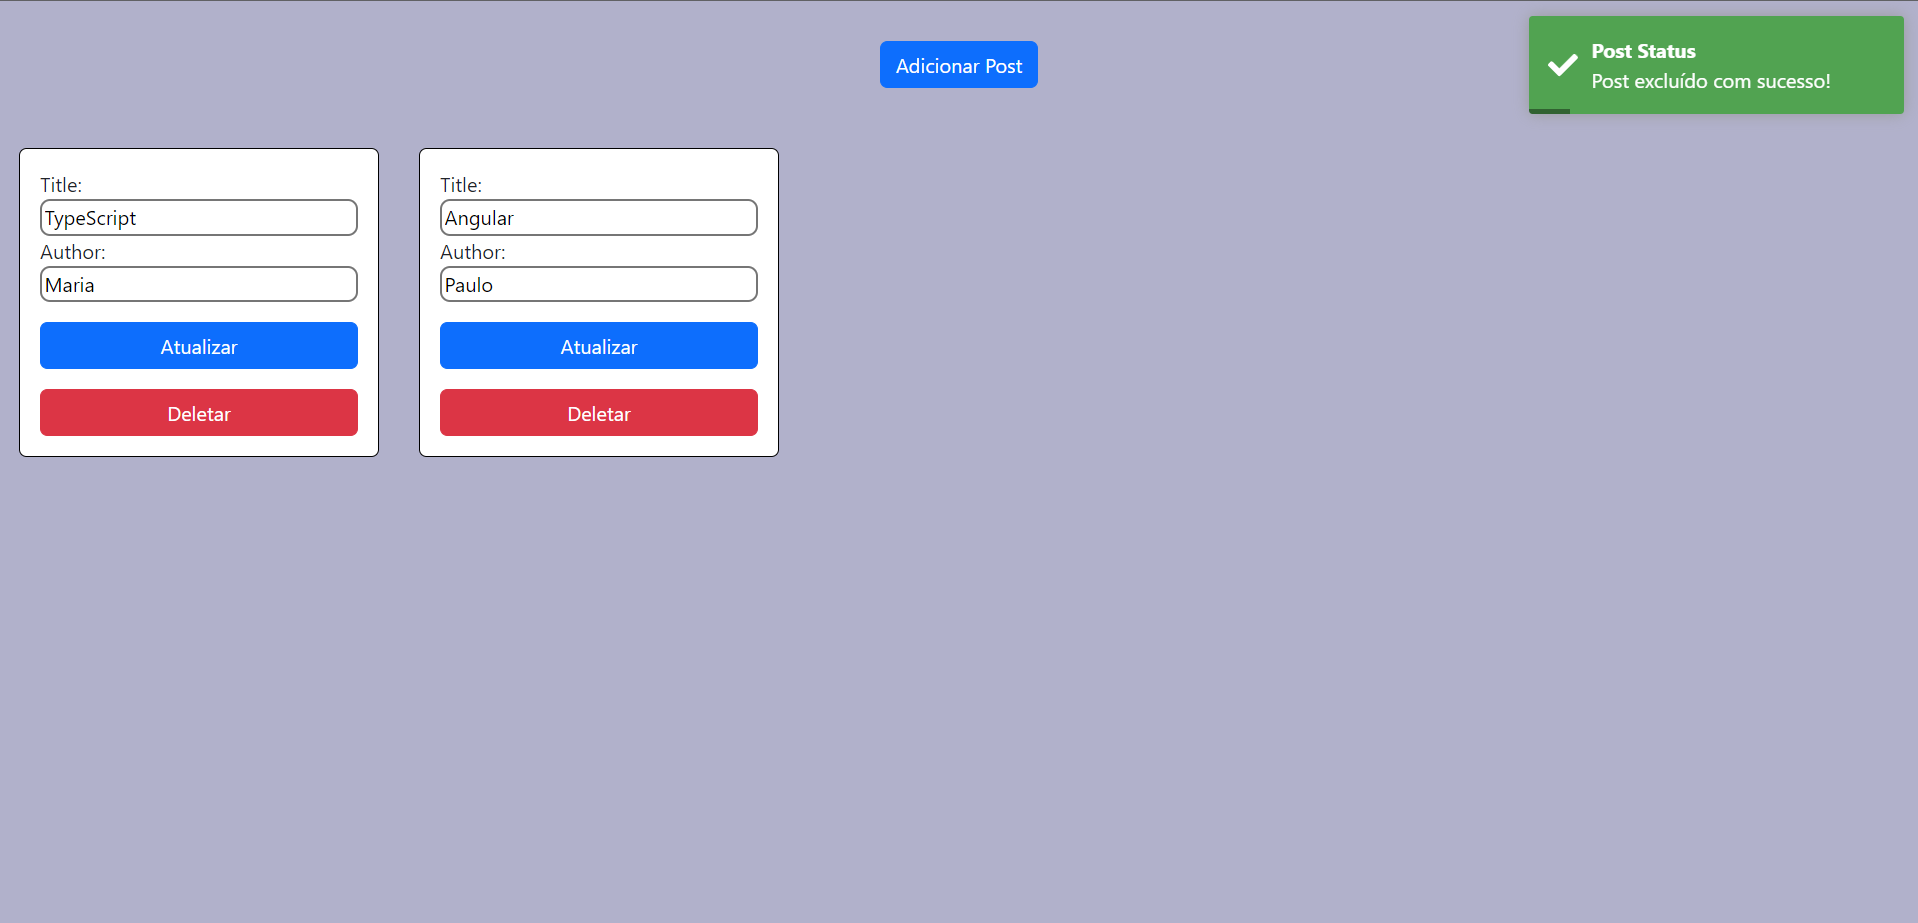 Adicionar Post
Post Status
Post excluído com sucesso!
Title:
TypeScript
Author:
Maria
Atualizar
Deletar
Title:
Angular
Author:
Paulo
Atualizar
Deletar